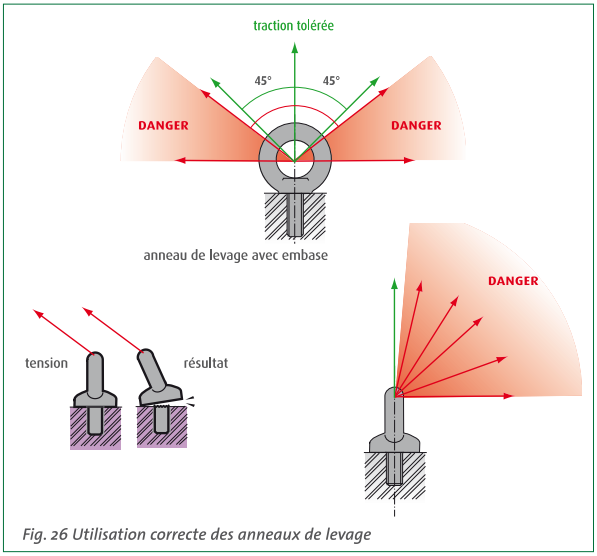 traction tolérée
45°
45°
DANGER
DANGER
anneau de levage avec embase
DANGER
tension
résultat
Fig. 26 Utilisation correcte des anneaux de levage